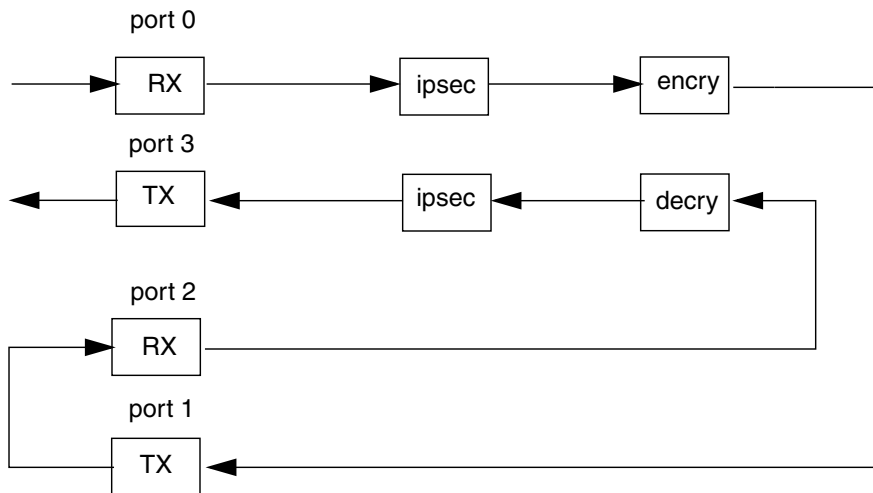 port 0
RX
ipsec
encry
port 3
TX
ipsec
decry
port 2
RX
port 1
TX